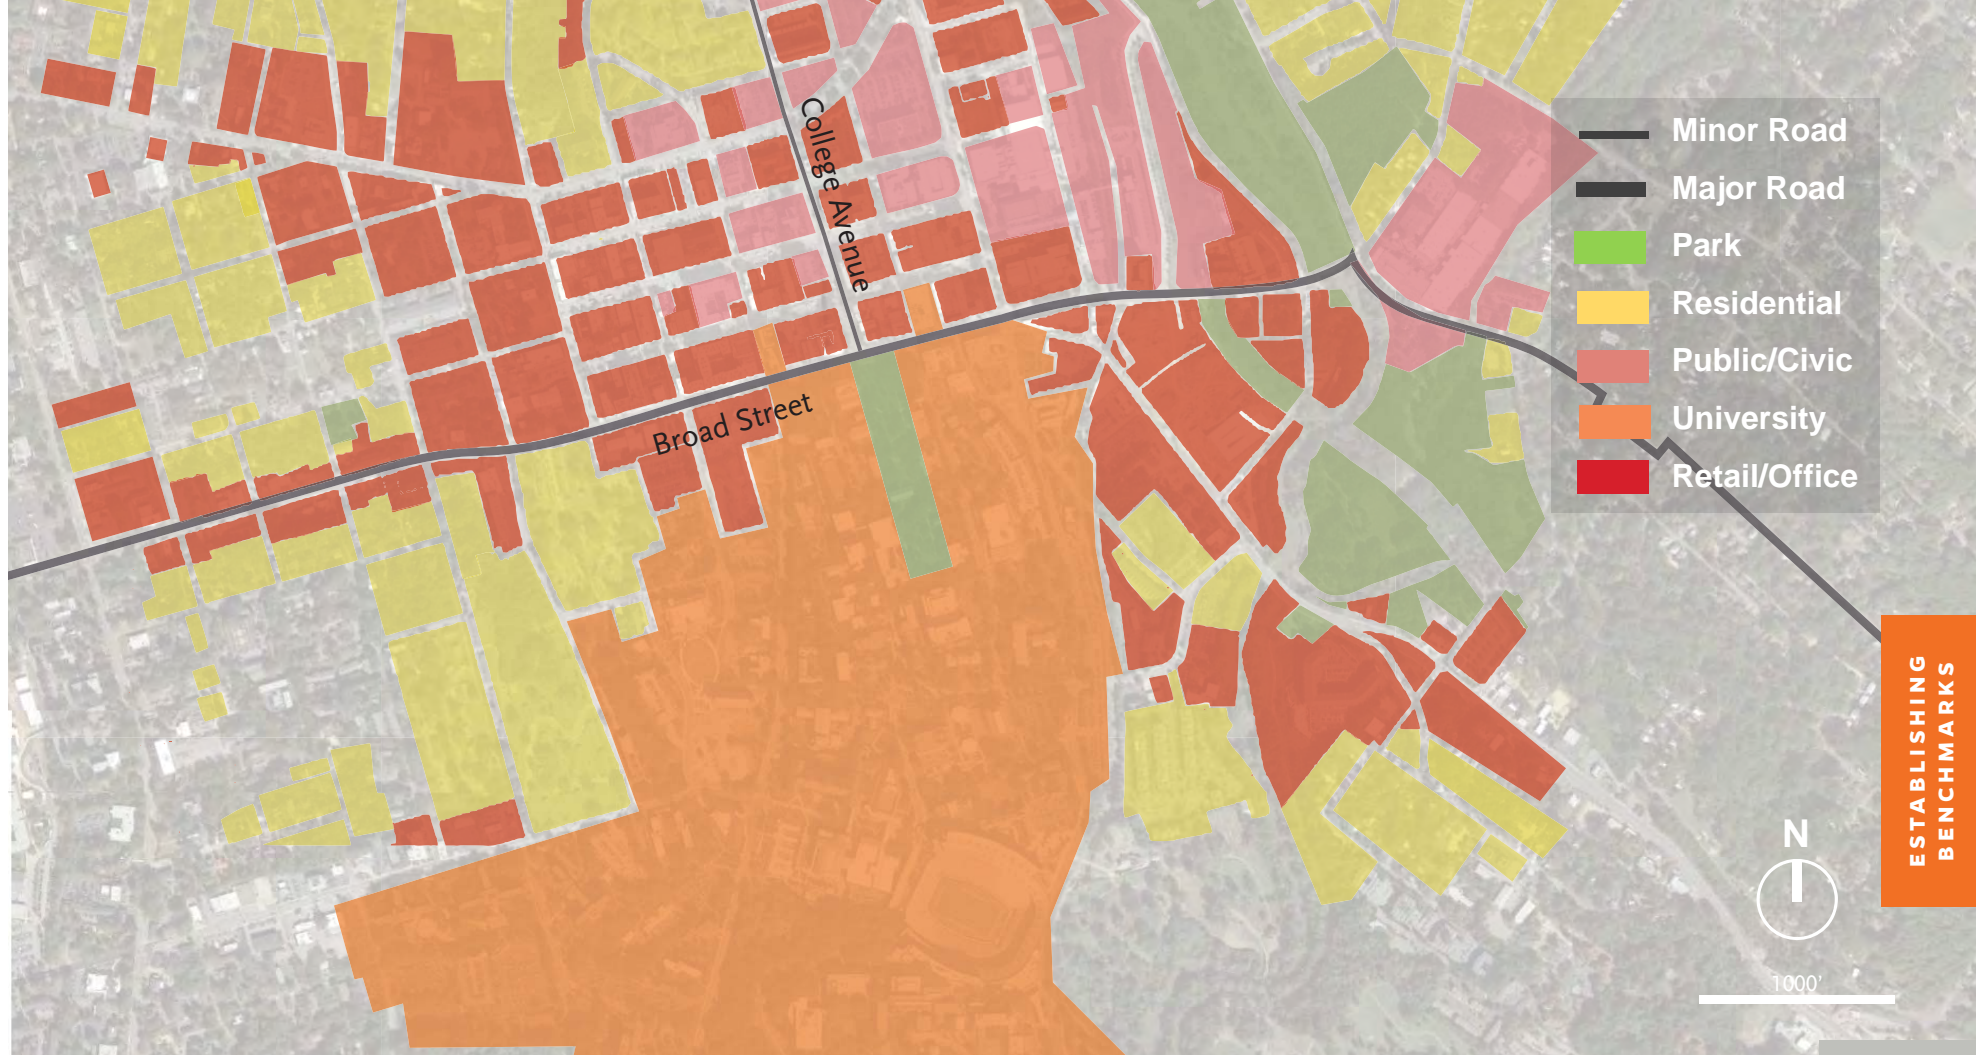 College Avenue
Broad Street
Minor Road
Major Road
Park
Residential
Public/Civic
University
Retail/Office
ESTABLISHING
BENCHMARKS
N
1000'